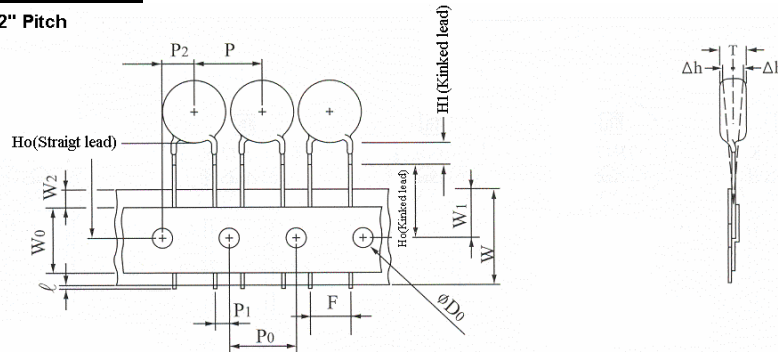 2" Pitch
P2
P
H1(Kinked lead)
T
Δh
Δh
Ho(Straigt lead)
W2
W0
Ho(Kinked lead)
W1
W
ℓ
P1
F
øD0
P0